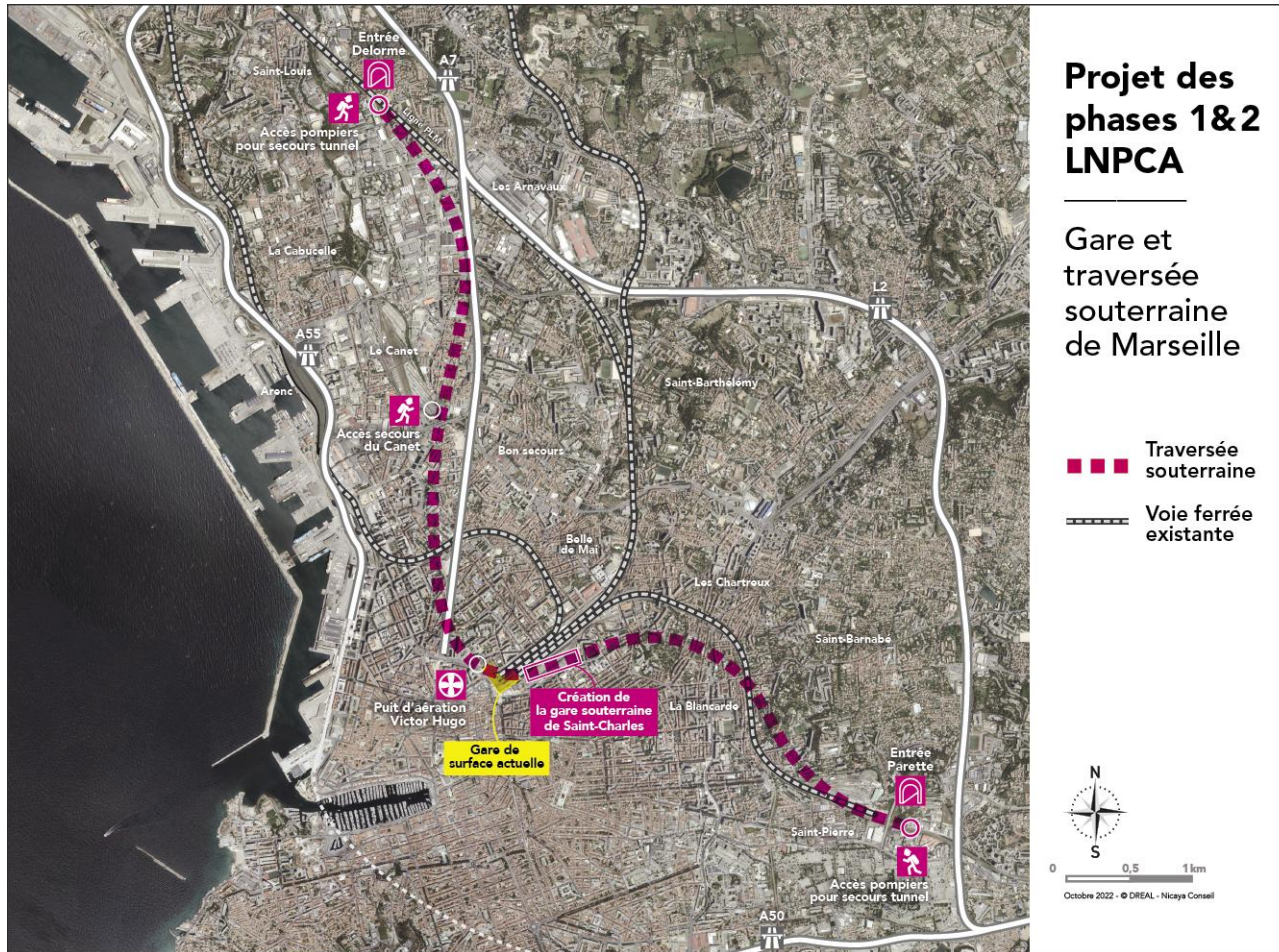 Projet des
phases 1&2
LNPCA
Gare et
traversée
souterraine
de Marseille
Traversée
souterraine
Voie ferrée
existante
N
S
0 0,5 1km
Octobre 2022 - © DREAL - Nicaya Conseil
Entrée
Delorme
Saint-Louis
A7
Ligne PLM
Accès pompiers
pour secours tunnel
Les Arnavaux
La Cabucelle
L2
A55
Le Canet
Arenc
Saint-Barthélémy
Accès secours
du Canet
Bon secours
Belle
de Mai
Les Chartreux
Saint-Barnabé
Puit d'aération
Victor Hugo
Création de
la gare souterraine
de Saint-Charles
La Blancarde
Gare de
surface actuelle
Entrée
Parette
Saint-Pierre
Accès pompiers
pour secours tunnel
A50